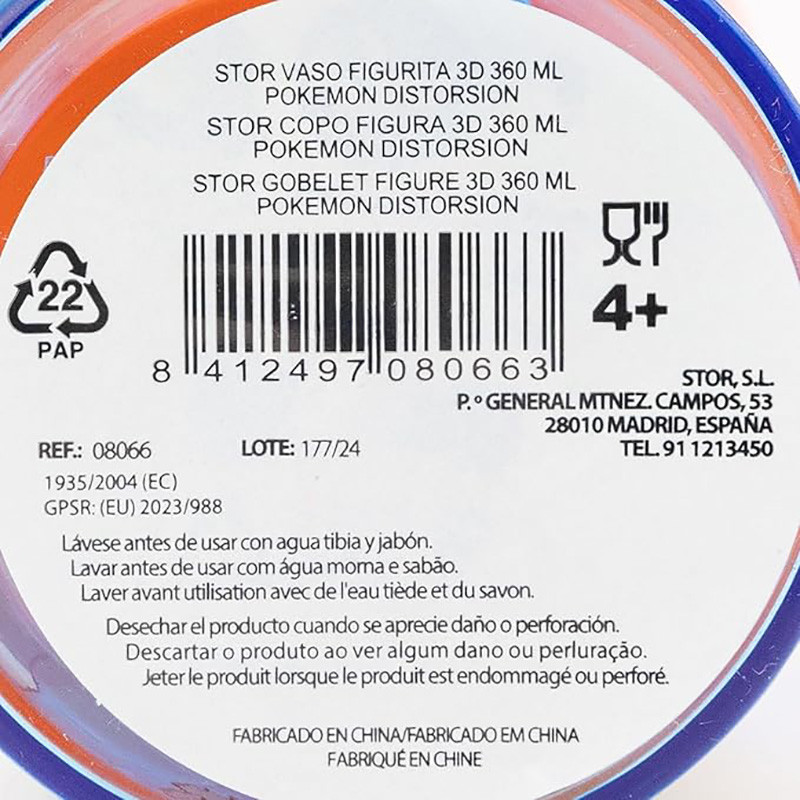 STOR VASO FIGURITA 3D 360 ML
POKEMON DISTORSION
STOR COPO FIGURA 3D 360 ML
POKEMON DISTORSION
STOR GOBELET FIGURE 3D 360 ML
POKEMON DISTORSION
22
PAP
4+
8 412497 080663
STOR, S.L.
P.º GENERAL MTNEZ. CAMPOS, 53
28010 MADRID, ESPAÑA
TEL. 91 1213450
REF.: 08066 LOTE: 177/24
1935/2004 (EC)
GPSR: (EU) 2023/988
Lávese antes de usar con agua tibia y jabón.
Lavar antes de usar com água morna e sabão.
Laver avant utilisation avec de l'eau tiède et du savon.
Desechar el producto cuando se aprecie daño o perforación.
Descartar o produto ao ver algum dano ou perluração.
Jeter le produit lorsque le produit est endommagé ou perforé.
FABRICADO EN CHINA/FABRICADO EM CHINA
FABRIQUÉ EN CHINE